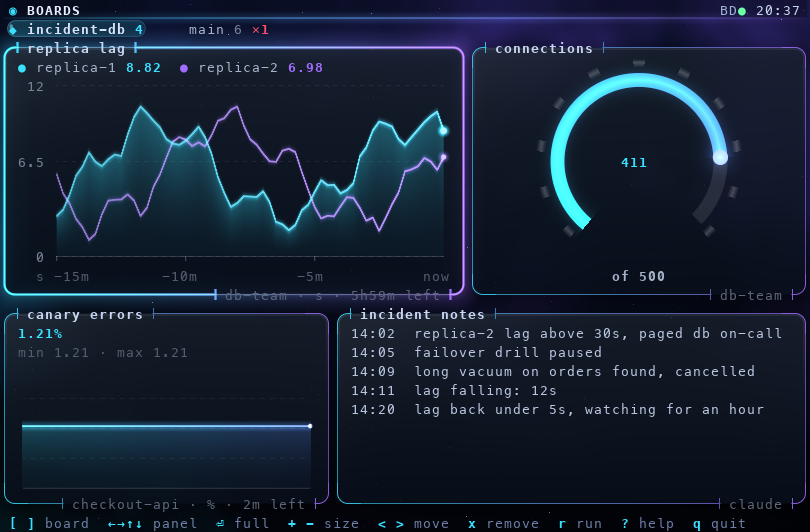 ◉ BOARDS BD● 20:37
◆ incident-db 4 main 6 ×1
replica lag
● replica-1 8.82 ● replica-2 6.98
12
6.5
0
s -15m -10m -5m now
db-team · s · 5h59m left
connections
411
of 500
db-team
canary errors
1.21%
min 1.21 · max 1.21
checkout-api · % · 2m left
incident notes
14:02 replica-2 lag above 30s, paged db on-call
14:05 failover drill paused
14:09 long vacuum on orders found, cancelled
14:11 lag falling: 12s
14:20 lag back under 5s, watching for an hour
claude
[ ] board ←→↑↓ panel ⏎ full + - size < > move x remove r run ? help q quit